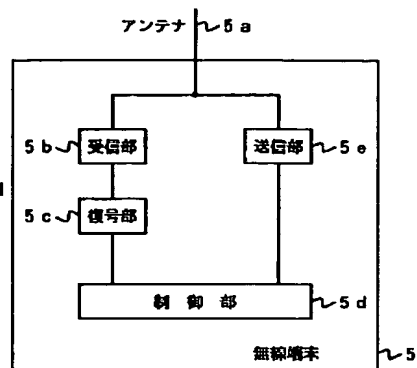 アンテナ 5a
5b 受信部 送信部 5e
5c 復号部
制御部 5d
無線端末 5